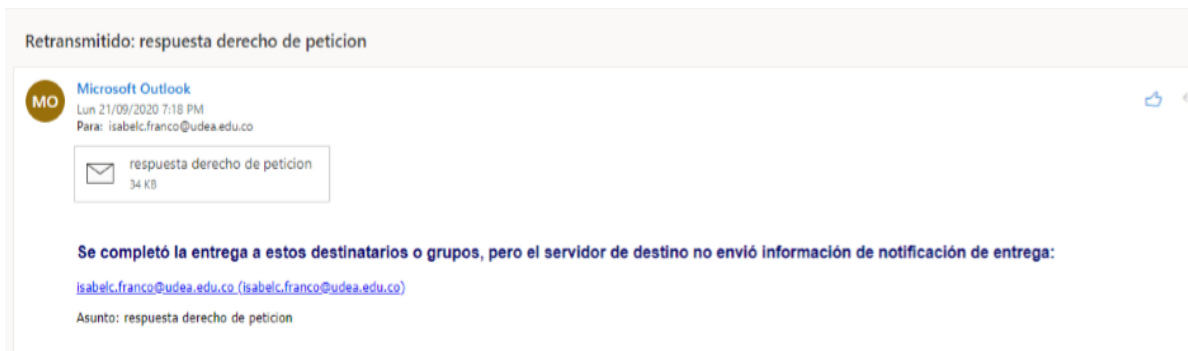 Retransmitido: respuesta derecho de peticion
MO
Microsoft Outlook
Lun 21/09/2020 7:18 PM
Para: isabelc.franco@udea.edu.co
respuesta derecho de peticion
34 KB
Se completó la entrega a estos destinatarios o grupos, pero el servidor de destino no envió información de notificación de entrega:
isabelc.franco@udea.edu.co (isabelc.franco@udea.edu.co)
Asunto: respuesta derecho de peticion